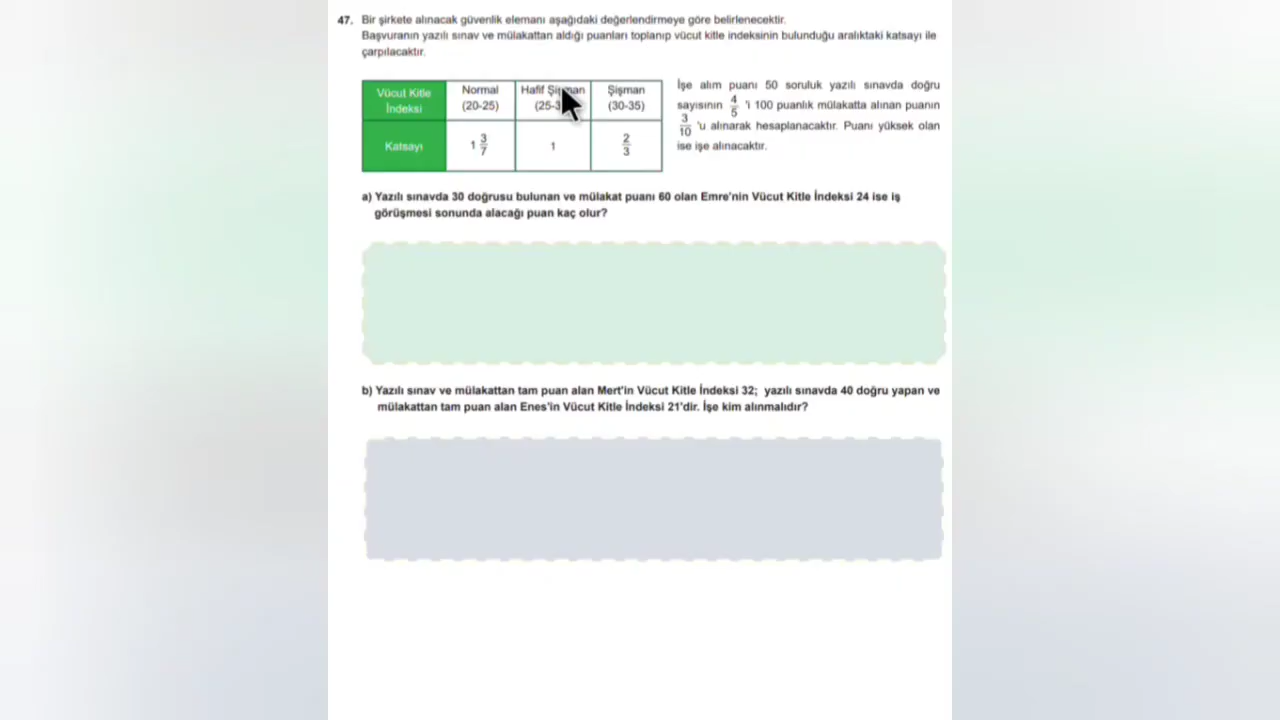 47. Bir şirkete alınacak güvenlik elemanı aşağıdaki değerlendirmeye göre belirlenecektir.
Başvuranın yazılı sınav ve mülakattan aldığı puanları toplanıp vücut kitle indeksinin bulunduğu aralıktaki katsayı ile
çarpılacaktır.
Vücut Kitle İndeksi
Normal (20-25)
Hafif
Şişman (30-35)
Katsayı
1 3/7
1
2/3
İşe alım puanı 50 soruluk yazılı sınavda doğru
sayısının 4/5 'i 100 puanlık mülakatta alınan puanın
3/10 'u alınarak hesaplanacaktır. Puanı yüksek olan
ise işe alınacaktır.
a) Yazılı sınavda 30 doğrusu bulunan ve mülakat puanı 60 olan Emre'nin Vücut Kitle İndeksi 24 ise iş
görüşmesi sonunda alacağı puan kaç olur?
b) Yazılı sınav ve mülakattan tam puan alan Mert'in Vücut Kitle İndeksi 32; yazılı sınavda 40 doğru yapan ve
mülakattan tam puan alan Enes'in Vücut Kitle İndeksi 21'dir. İşe kim alınmalıdır?